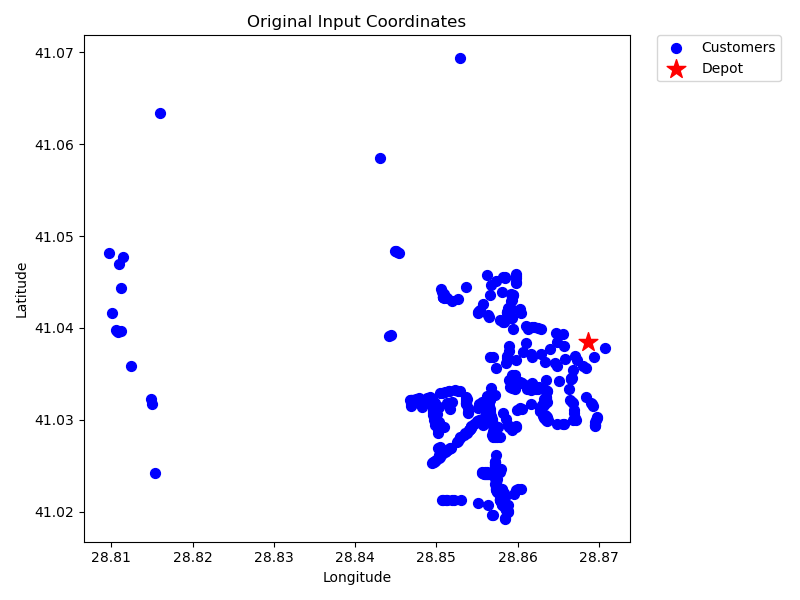 Original Input Coordinates
Customers
Depot
41.07
41.06
41.05
41.04
41.03
41.02
Latitude
28.81 28.82 28.83 28.84 28.85 28.86 28.87
Longitude